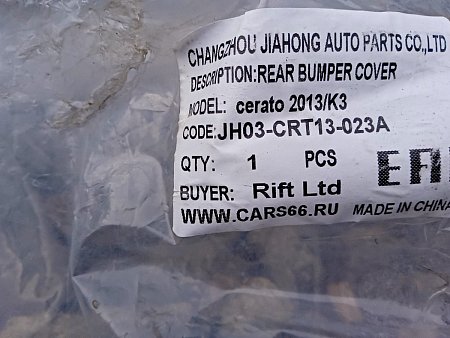 CHANGZHOU JIAHONG AUTO PARTS CO.,LTD
DESCRIPTION:REAR BUMPER COVER
MODEL: cerato 2013/K3
CODE:JH03-CRT13-023A
QTY: 1 PCS
EAC
BUYER: Rift Ltd
WWW.CARS66.RU MADE IN CHINA